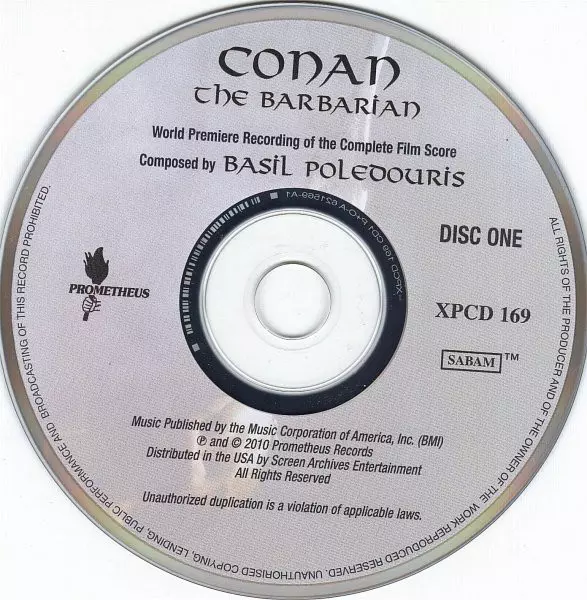 CONAN
THE BARBARIAN
World Premiere Recording of the Complete Film Score
Composed by BASIL POLEDOURIS
DISC ONE
PROMETHEUS
XPCD 169
SABAM™
Music Published by the Music Corporation of America, Inc. (BMI)
℗ and © 2010 Prometheus Records
Distributed in the USA by Screen Archives Entertainment
All Rights Reserved
Unauthorized duplication is a violation of applicable laws.
ALL RIGHTS OF THE PRODUCER AND OF THE OWNER OF THE WORK REPRODUCED RESERVED. UNAUTHORISED COPYING, LENDING, PUBLIC PERFORMANCE AND BROADCASTING OF THIS RECORD PROHIBITED.